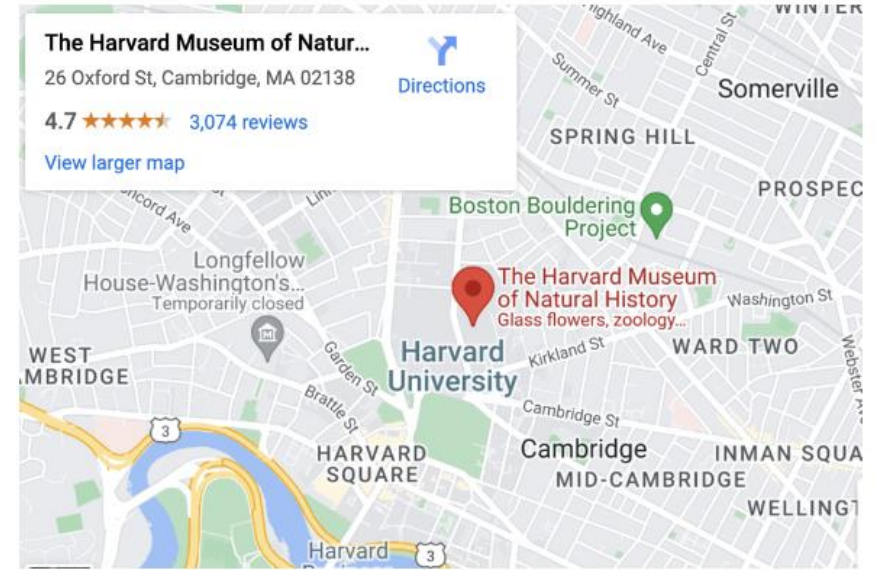 The Harvard Museum of Natur...
26 Oxford St, Cambridge, MA 02138
Directions
4.7
3,074 reviews
View larger map
Highland Ave
Central St
WINTER
Summer St
Somerville
SPRING HILL
PROSPEC
Boston Bouldering
Project
oncord Ave
Linn
Longfellow
House-Washington's...
Temporarily closed
The Harvard Museum
of Natural History
Glass flowers, zoology...
Washington St
WEST
AMBRIDGE
Garden St
Harvard
University
Kirkland St
WARD TWO
Webster Av
Brattle St
Cambridge St
3
HARVARD
SQUARE
Cambridge
INMAN SQUA
MID-CAMBRIDGE
WELLINGT
Harvard
3